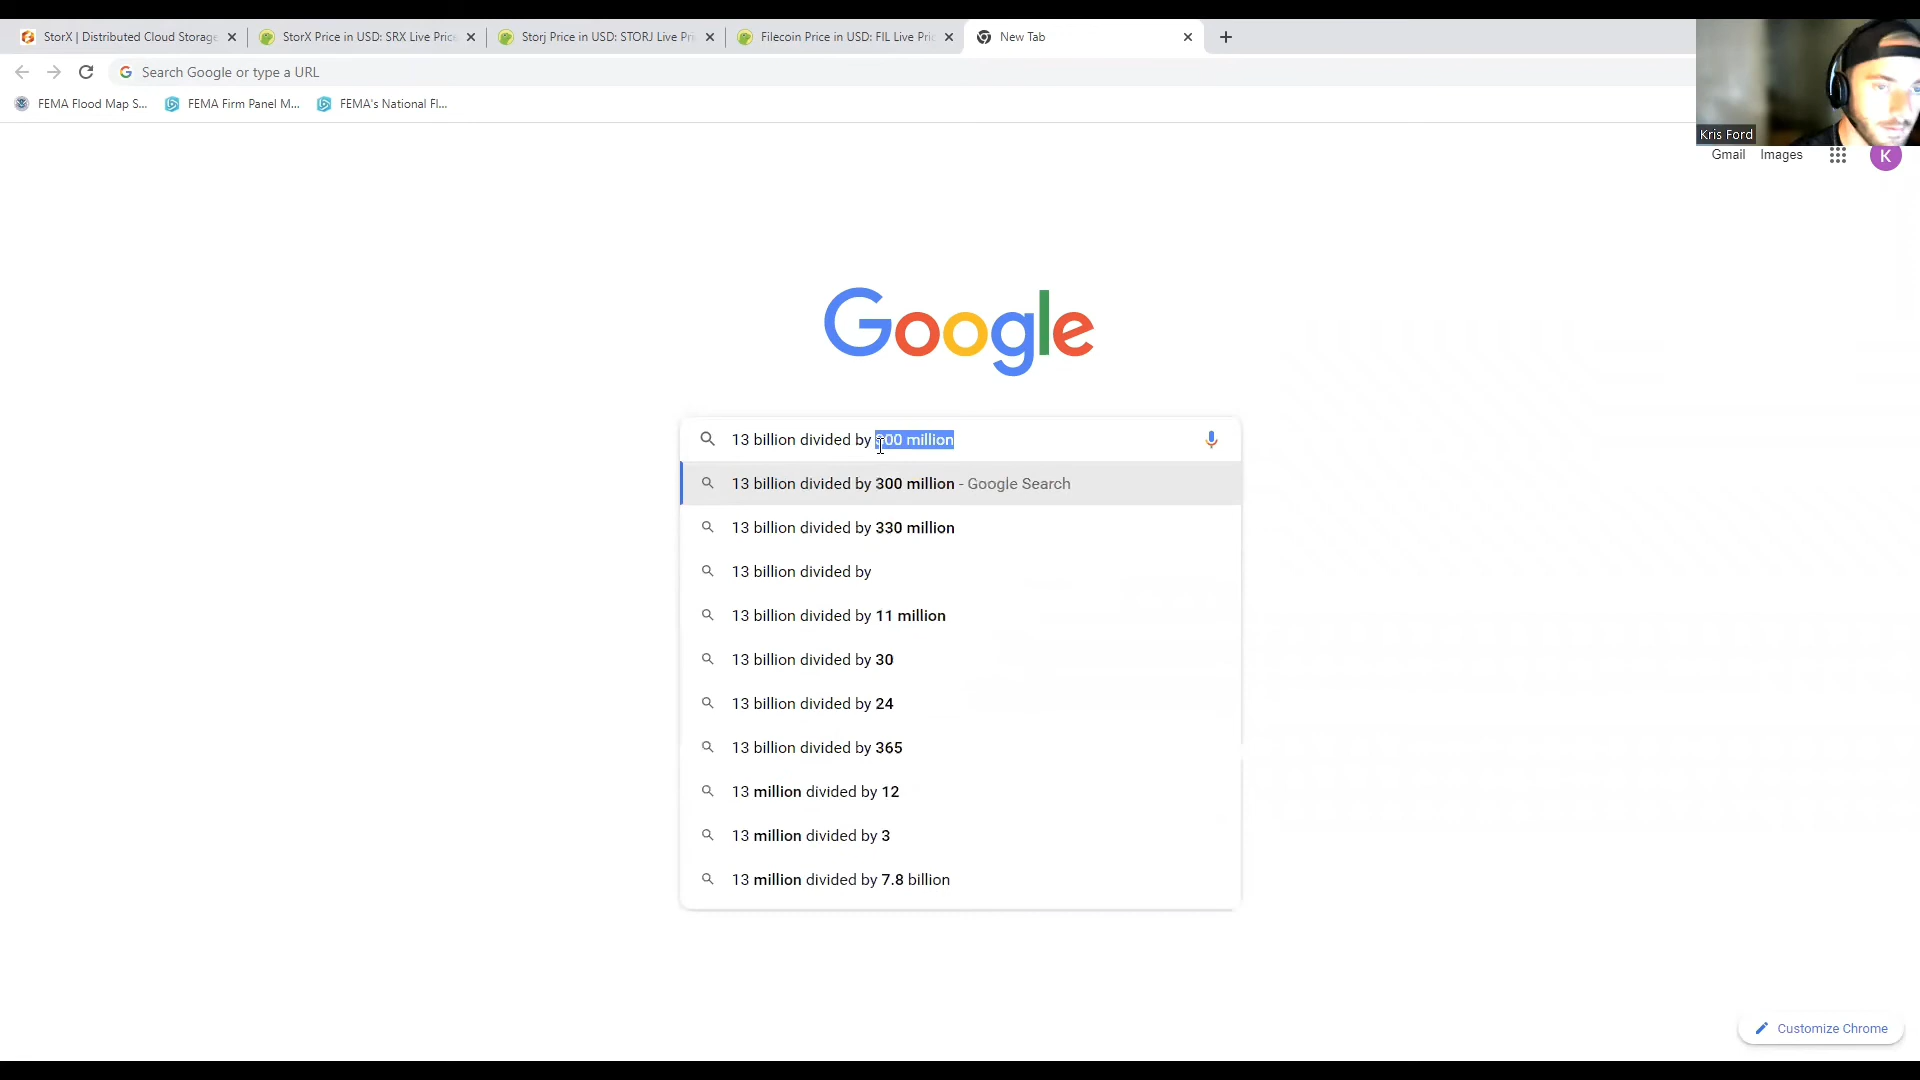 StorX | Distributed Cloud Storage
StorX Price in USD: SRX Live Price
Storj Price in USD: STORJ Live Pri
Filecoin Price in USD: FIL Live Pric
New Tab
Search Google or type a URL
FEMA Flood Map S...
FEMA Firm Panel M...
FEMA's National Fl...
Kris Ford
Gmail
Images
K
Google
13 billion divided by 300 million
13 billion divided by 300 million - Google Search
13 billion divided by 330 million
13 billion divided by
13 billion divided by 11 million
13 billion divided by 30
13 billion divided by 24
13 billion divided by 365
13 million divided by 12
13 million divided by 3
13 million divided by 7.8 billion
Customize Chrome